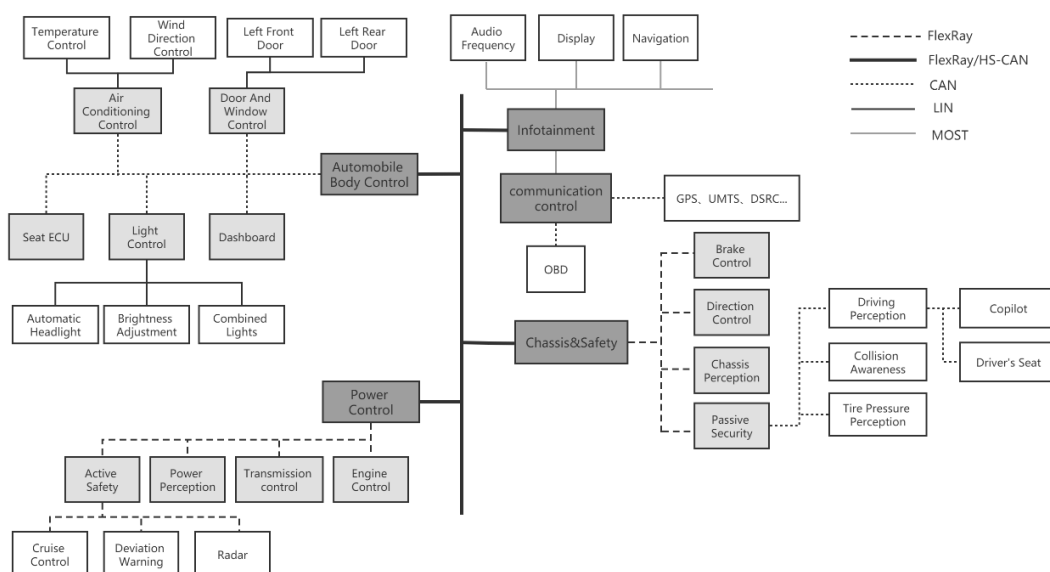 Temperature
Control
Wind
Direction
Control
Left Front
Door
Left Rear
Door
Audio
Frequency
Display
Navigation
FlexRay
FlexRay/HS-CAN
CAN
LIN
MOST
Air
Conditioning
Control
Door And
Window
Control
Infotainment
Automobile
Body Control
communication
control
GPS、UMTS、DSRC...
Seat ECU
Light
Control
Dashboard
OBD
Brake
Control
Automatic
Headlight
Brightness
Adjustment
Combined
Lights
Direction
Control
Driving
Perception
Copilot
Chassis&Safety
Chassis
Perception
Collision
Awareness
Driver's Seat
Power
Control
Passive
Security
Tire Pressure
Perception
Active
Safety
Power
Perception
Transmission
control
Engine
Control
Cruise
Control
Deviation
Warning
Radar